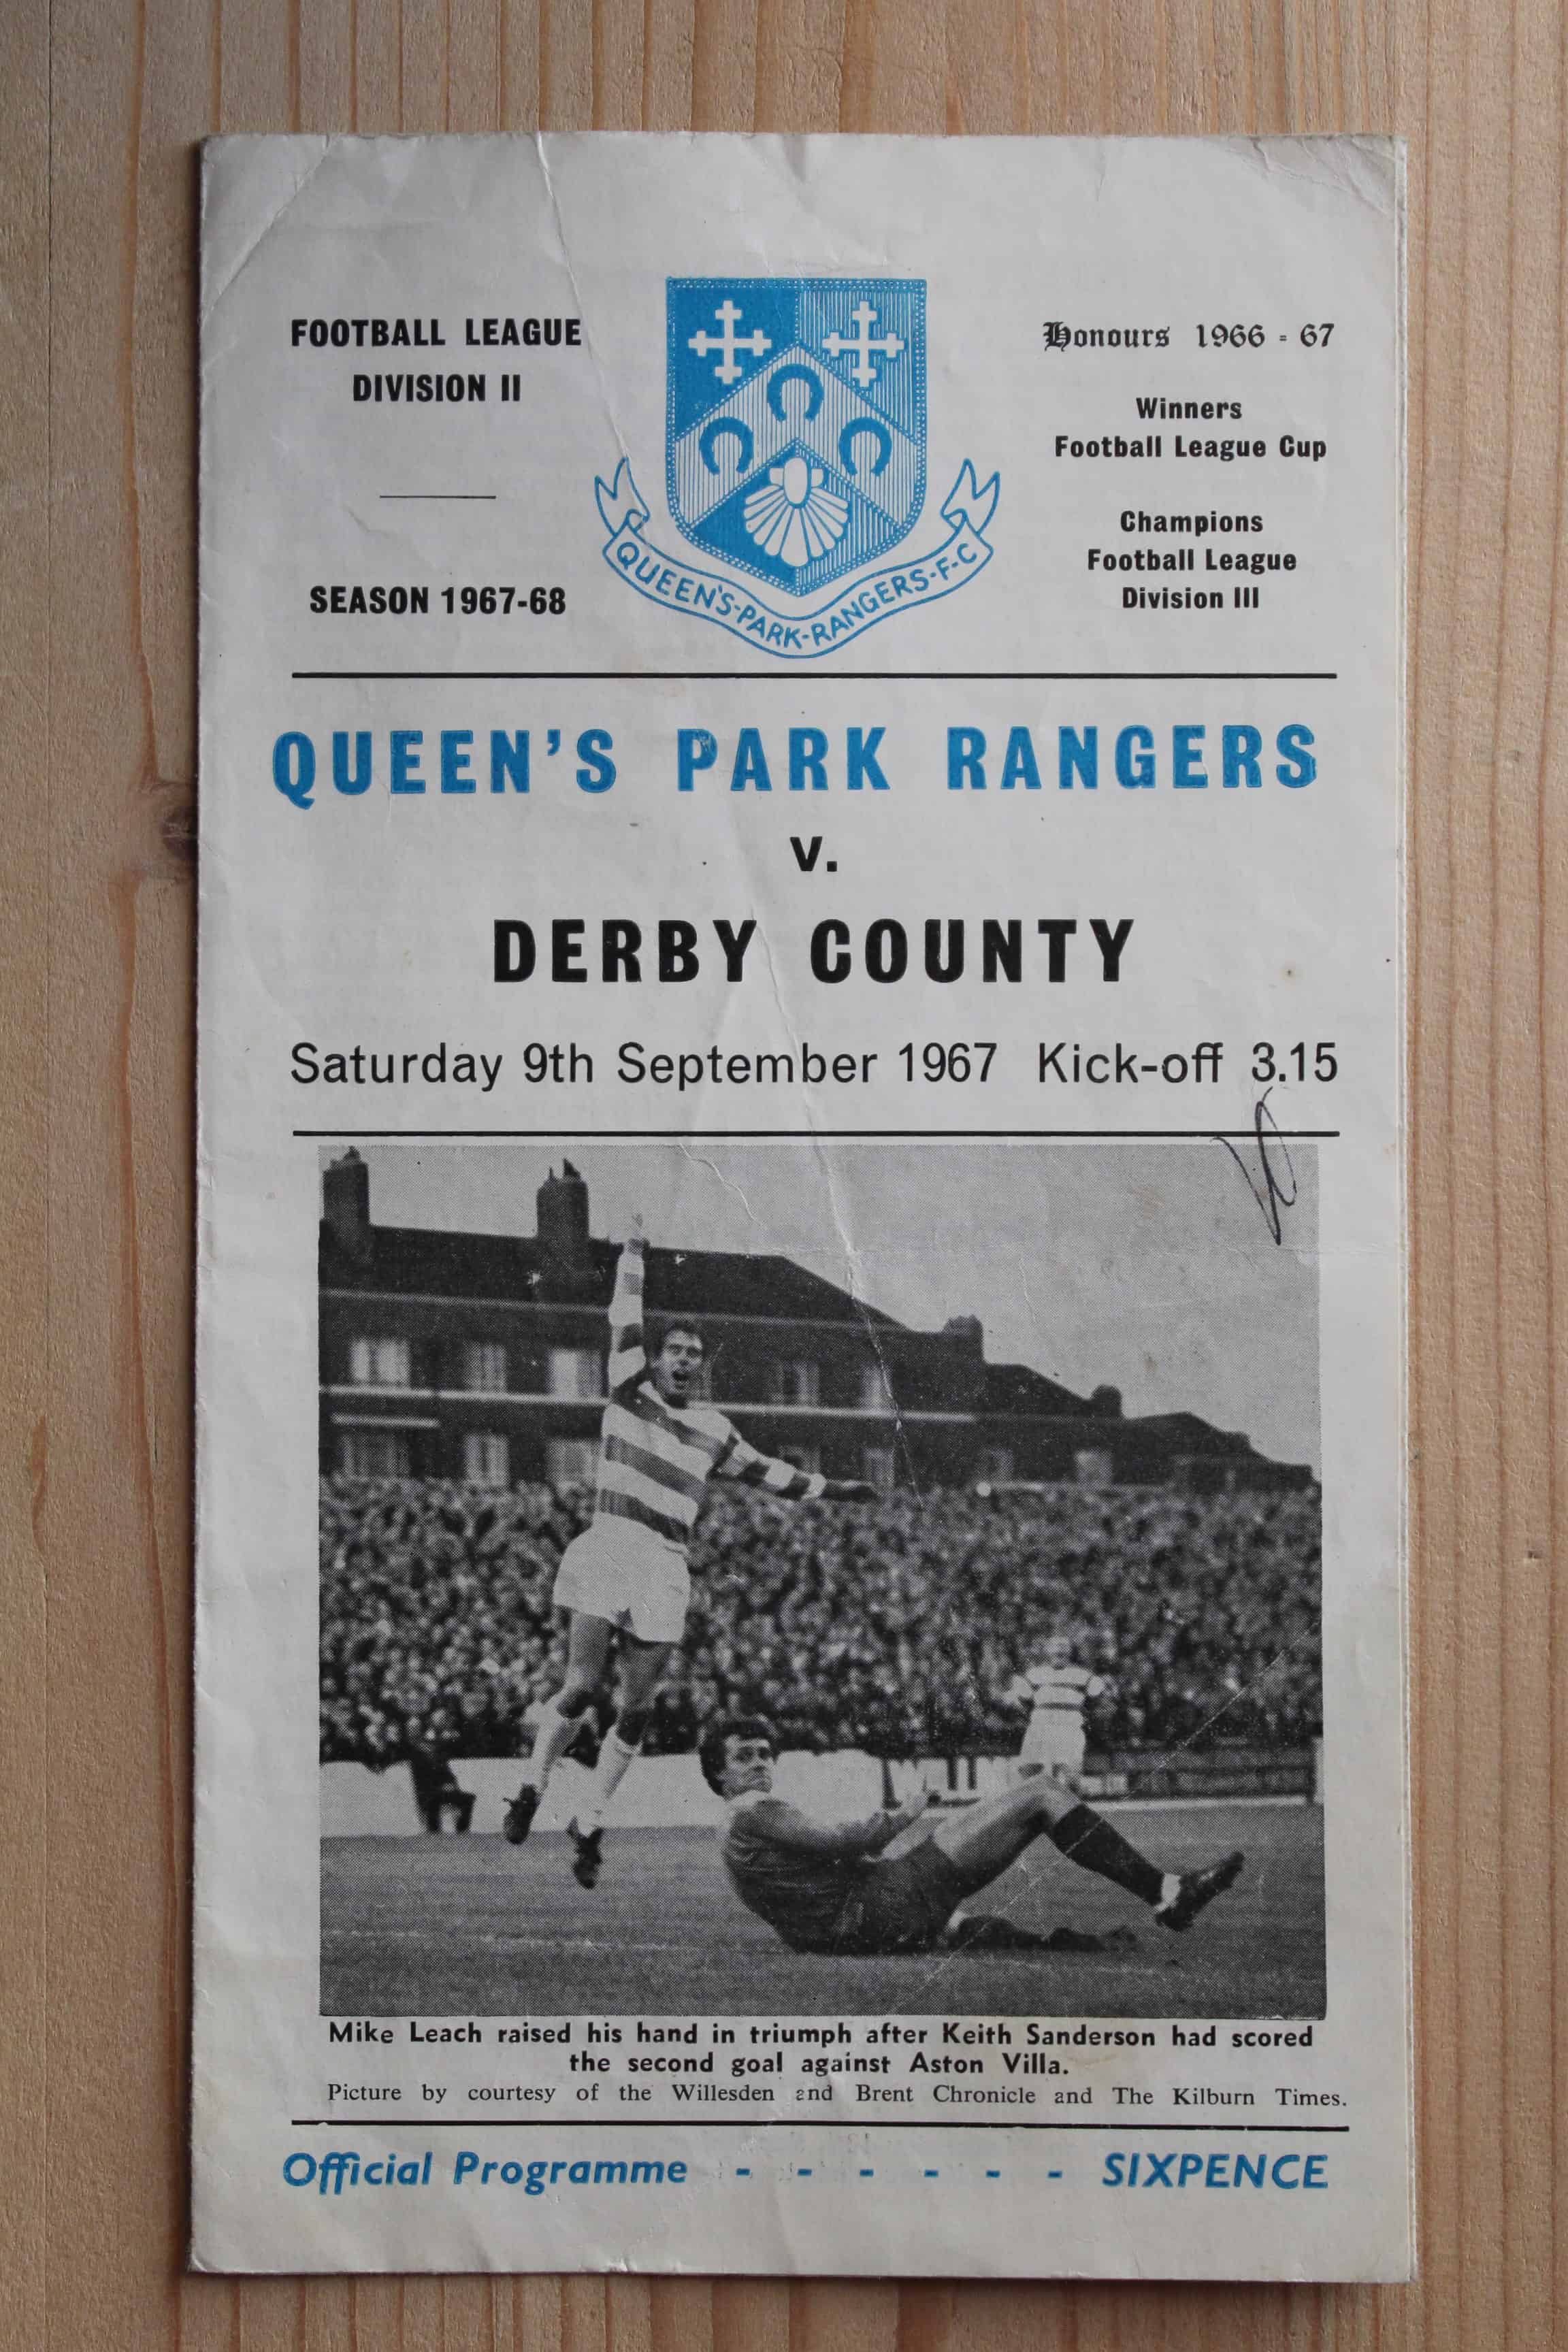 FOOTBALL LEAGUE
DIVISION II
SEASON 1967-68
QUEEN'S-PARK-RANGERS-F-C
Honours 1966 - 67
Winners
Football League Cup
Champions
Football League
Division III
QUEEN'S PARK RANGERS
v.
DERBY COUNTY
Saturday 9th September 1967 Kick-off 3.15
Mike Leach raised his hand in triumph after Keith Sanderson had scored
the second goal against Aston Villa.
Picture by courtesy of the Willesden and Brent Chronicle and The Kilburn Times.
Official Programme - - - - - - SIXPENCE